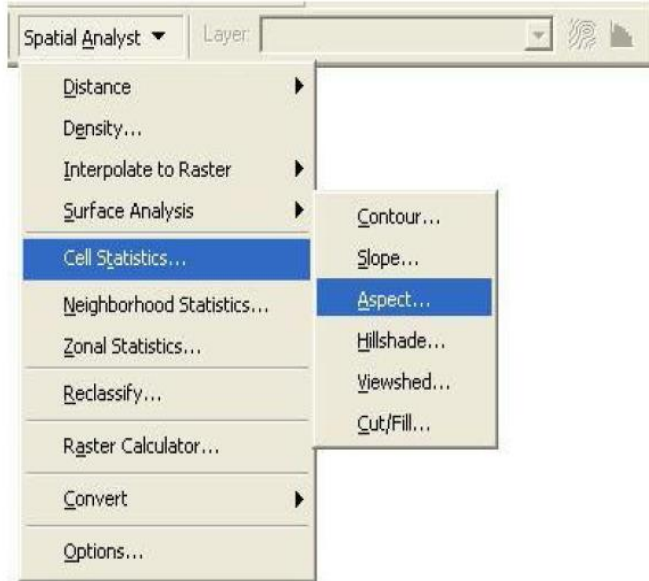 Spatial Analyst
Layer:
Distance
Density...
Interpolate to Raster
Surface Analysis
Cell Statistics...
Neighborhood Statistics...
Zonal Statistics...
Reclassify...
Raster Calculator...
Convert
Options...
Contour...
Slope...
Aspect...
Hillshade...
Viewshed...
Cut/Fill...